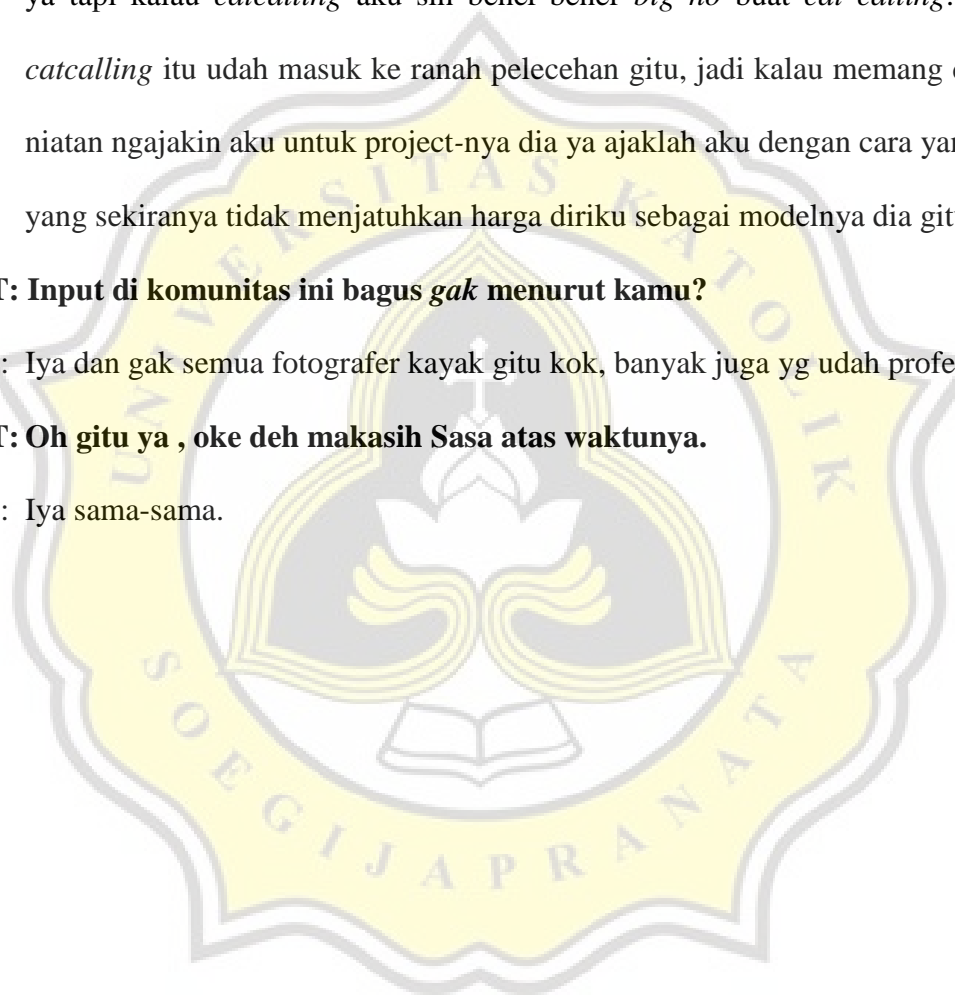 ya tapi kalau catcalling aku sih bener-bener big no buat cat calling.
catcalling itu udah masuk ke ranah pelecehan gitu, jadi kalau memang
niatan ngajakin aku untuk project-nya dia ya ajaklah aku dengan cara
yang sekiranya tidak menjatuhkan harga diriku sebagai modelnya dia
T: Input di komunitas ini bagus gak menurut kamu?
: Iya dan gak semua fotografer kayak gitu kok, banyak juga yg udah
T: Oh gitu ya , oke deh makasih Sasa atas waktunya.
: Iya sama-sama.
UNIVERSITAS KATOLIK
SOEGIJAPRANATA